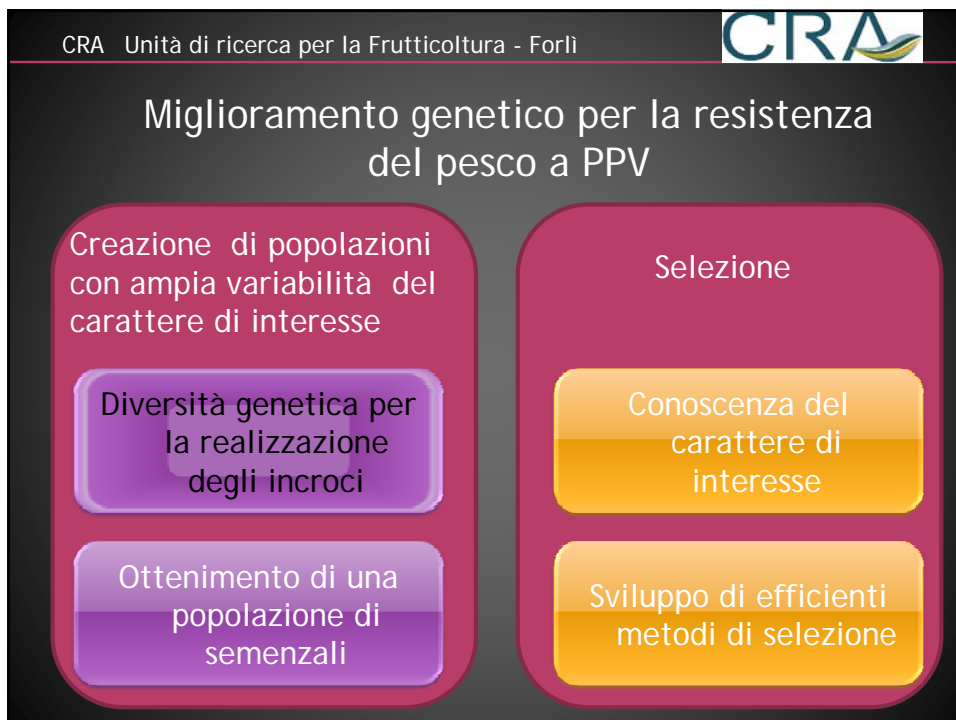 CRA Unità di ricerca per la Frutticoltura - Forlì
CRA
Miglioramento genetico per la resistenza
del pesco a PPV
Creazione di popolazioni
con ampia variabilità del
carattere di interesse
Diversità genetica per
la realizzazione
degli incroci
Ottenimento di una
popolazione di
semenzali
Selezione
Conoscenza del
carattere di
interesse
Sviluppo di efficienti
metodi di selezione